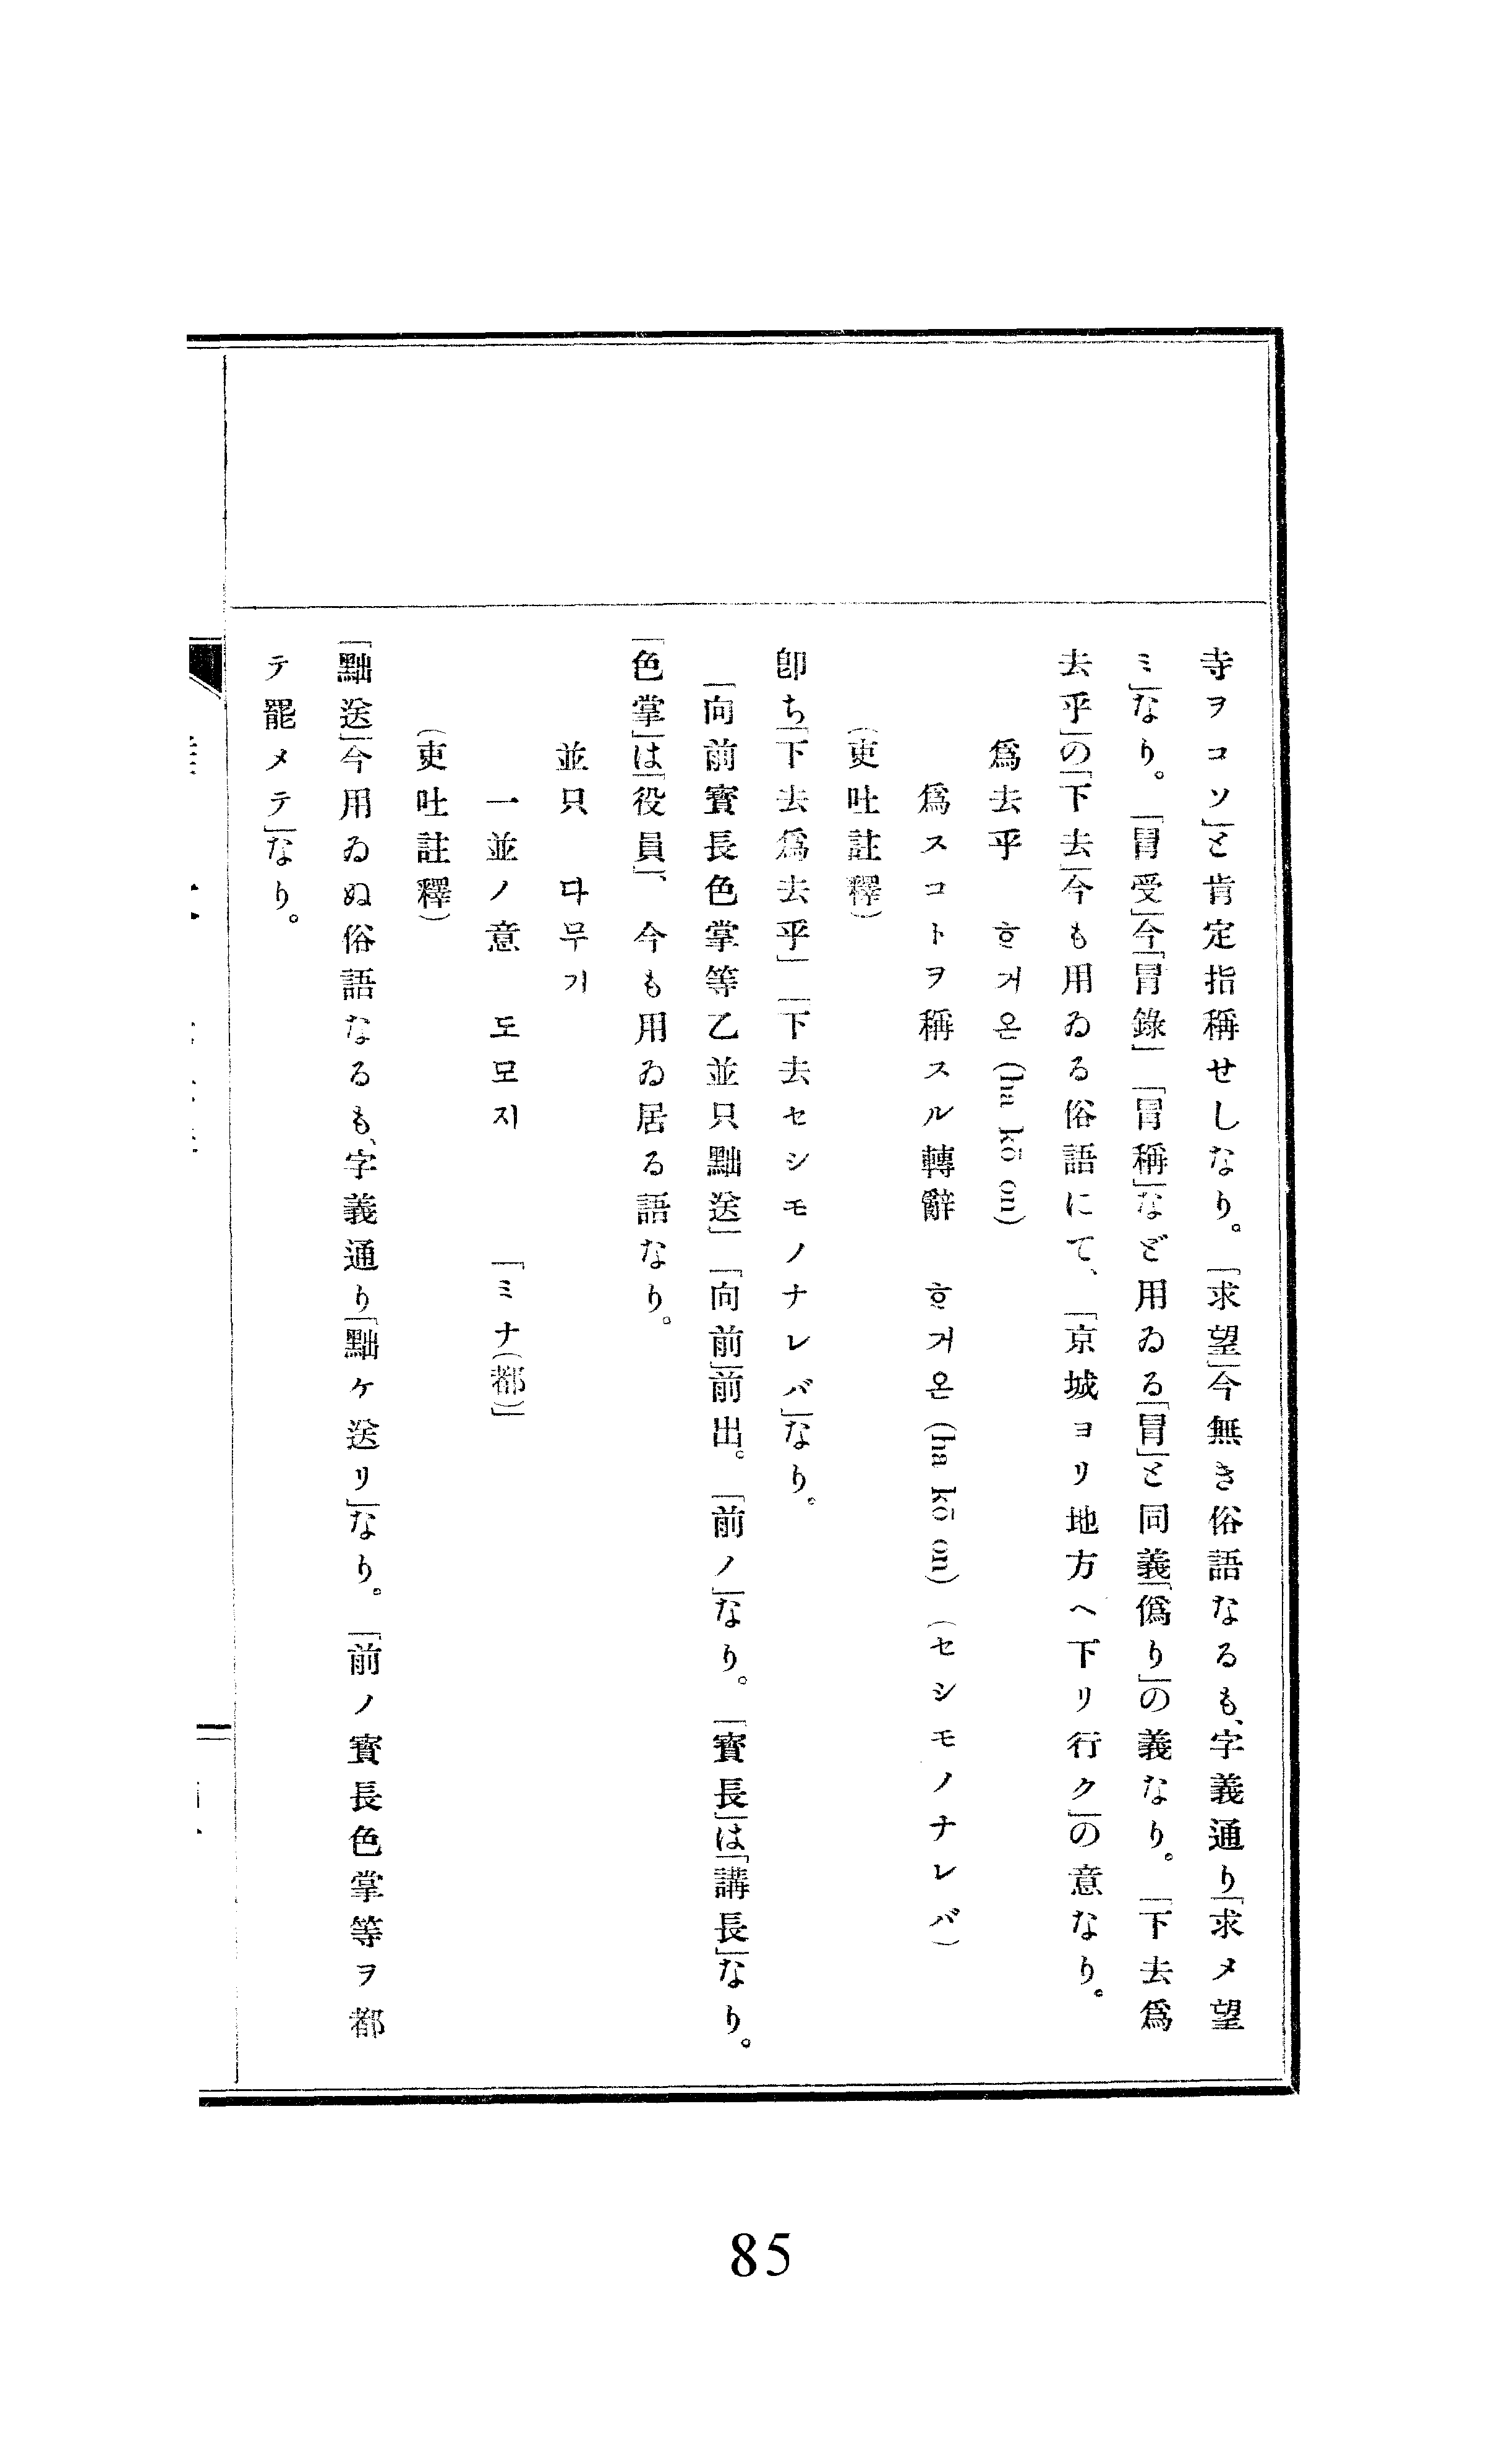 寺ヲコソ」と肯定指稱せしなり。「求望」今無き俗語なるも、字義通り「求メ望
ミ」なり。「冒受」今「冒錄」「冒稱」など用ゐる「冒」と同義「僞り」の義なり。「下去爲
去乎」の「下去」今も用ゐる俗語にて、「京城ヨリ地方ヘ下リ行ク」の意なり。
爲去乎 ᄒᆞ거온 (ha kŏ on)
爲スコトヲ稱スル轉辭 ᄒᆞ거온 (ha kŏ on) (セシモノナレバ)
(吏吐註釋)
卽ち「下去爲去乎」「下去セシモノナレバ」なり。
「向前寳長色掌等乙並只黜送」「向前」前出。「前ノ」なり。「寳長」は「講長」なり。
「色掌」は「役員」、今も用ゐ居る語なり。
並只 다무기
一並ノ意 도모지 「ミナ(都)」
(吏吐註釋)
「黜送」今用ゐぬ俗語なるも、字義通り「黜ケ送リ」なり。「前ノ寳長色掌等ヲ都
テ罷メテ」なり。
85